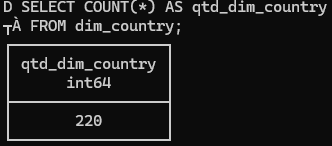 D SELECT COUNT(*) AS qtd_dim_country
┬À FROM dim_country;
qtd_dim_country
int64
220